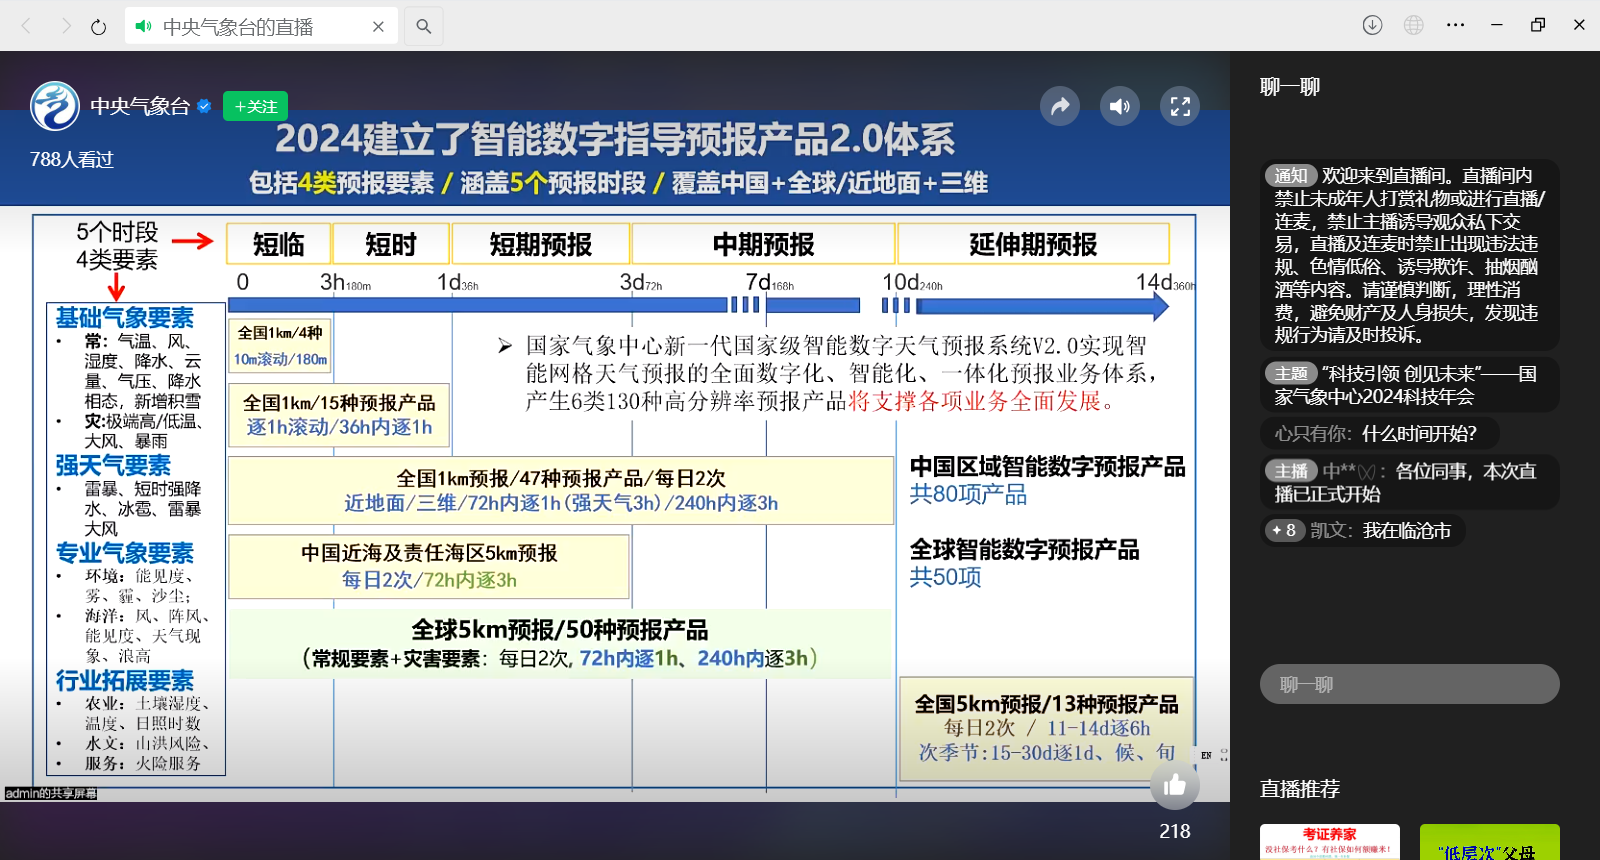 中央气象台的直播
中央气象台
+关注
788人看过
2024建立了智能数字指导预报产品2.0体系
包括4类预报要素 / 涵盖5个预报时段 / 覆盖中国+全球/近地面+三维
5个时段
4类要素
短临
短时
短期预报
中期预报
延伸期预报
0
3h180m
1d36h
3d72h
7d168h
10d240h
14d360h
基础气象要素
• 常：气温、风、
湿度、降水、云
量、气压、降水
相态，新增积雪
• 灾:极端高/低温、
大风、暴雨
强天气要素
• 雷暴、短时强降
水、冰雹、雷暴
大风
专业气象要素
• 环境：能见度、
雾、霾、沙尘；
• 海洋：风、阵风、
能见度、天气现
象、浪高
行业拓展要素
• 农业：土壤湿度、
温度、日照时数
• 水文：山洪风险、
• 服务：火险服务
全国1km/4种
10m滚动/180m
全国1km/15种预报产品
逐1h滚动/36h内逐1h
➢ 国家气象中心新一代国家级智能数字天气预报系统V2.0实现智
能网格天气预报的全面数字化、智能化、一体化预报业务体系，
产生6类130种高分辨率预报产品将支撑各项业务全面发展。
全国1km预报/47种预报产品/每日2次
近地面/三维/72h内逐1h(强天气3h)/240h内逐3h
中国区域智能数字预报产品
共80项产品
中国近海及责任海区5km预报
每日2次/72h内逐3h
全球智能数字预报产品
共50项
全球5km预报/50种预报产品
（常规要素+灾害要素：每日2次, 72h内逐1h、240h内逐3h）
全国5km预报/13种预报产品
每日2次 / 11-14d逐6h
次季节:15-30d逐1d、候、旬
EN
admin的共享屏幕
218
聊一聊
通知 欢迎来到直播间。直播间内
禁止未成年人打赏礼物或进行直播/
连麦，禁止主播诱导观众私下交
易，直播及连麦时禁止出现违法违
规、色情低俗、诱导欺诈、抽烟酗
酒等内容。请谨慎判断，理性消
费，避免财产及人身损失，发现违
规行为请及时投诉。
主题 “科技引领 创见未来”——国
家气象中心2024科技年会
心只有你：什么时间开始？
主播 中**：各位同事，本次直
播已正式开始
8 凯文：我在临沧市
聊一聊
直播推荐
考证养家
没社保考什么？有社保如何领赚米！
“低层次”父母